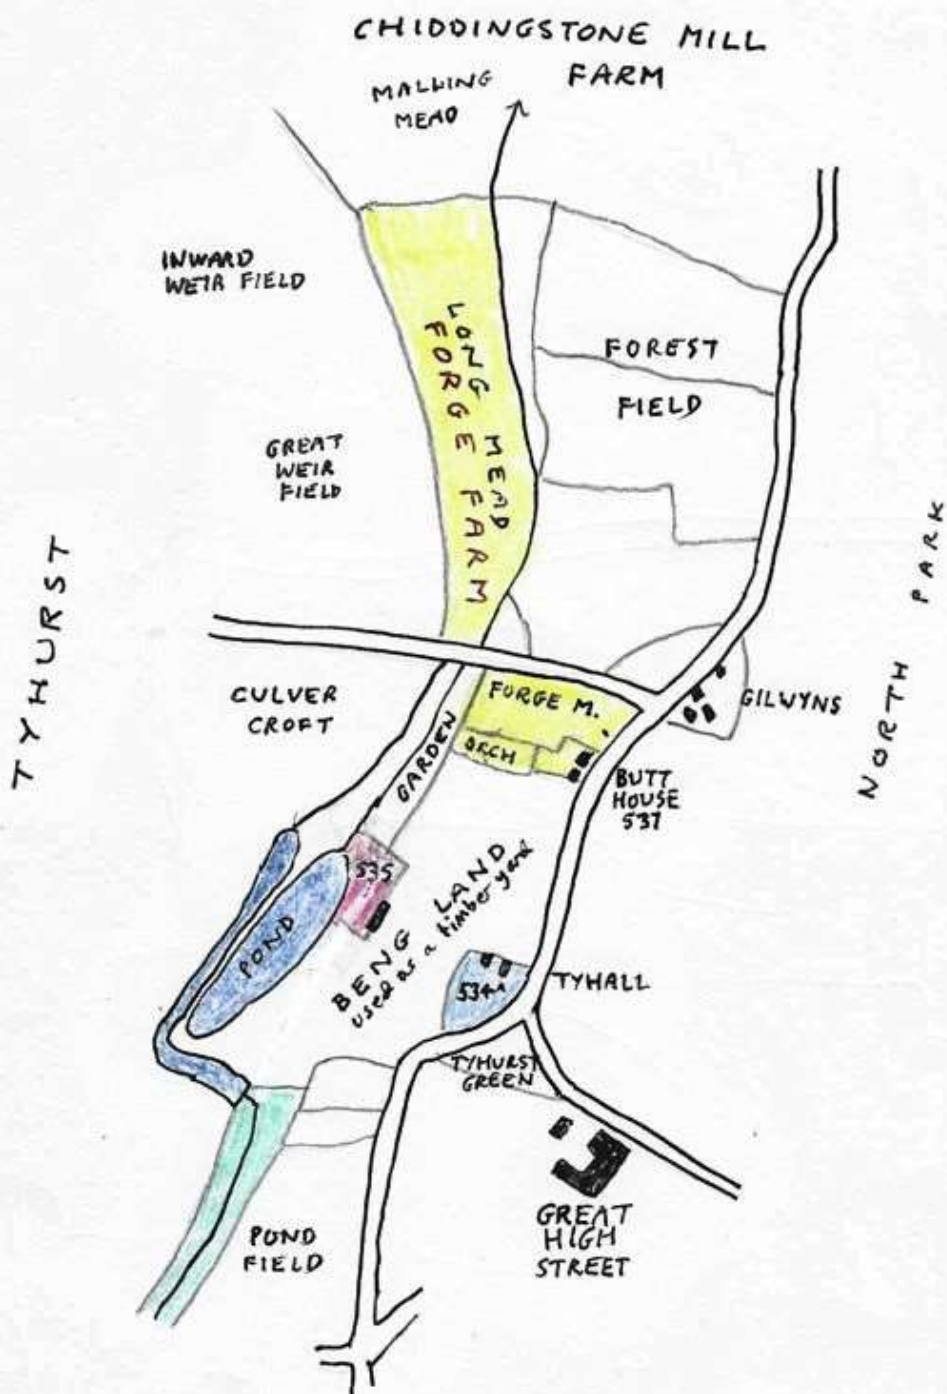 CHIDDINGSTONE MILL
FARM
MALLING
MEAD
INWARD
WEIR FIELD
LONG MEAD
FORGE FARM
FOREST
FIELD
GREAT
WEIR
FIELD
TYHURST
NORTH PARK
CULVER
CROFT
GARDEN
FORGE M.
ORCH
GILWYNS
BUTT
HOUSE
537
535
POND
BENG LAND
used as a timber yard
534A
TYHALL
TYHURST
GREEN
POND
FIELD
GREAT
HIGH
STREET